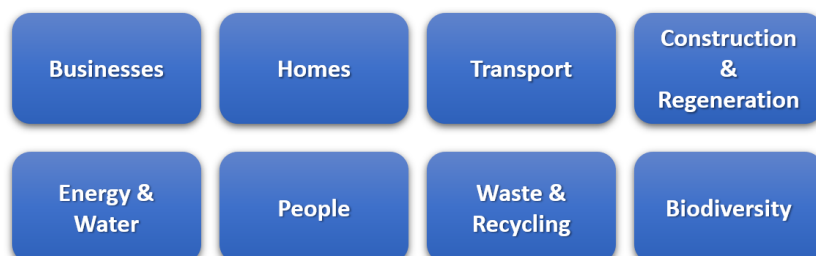 Businesses
Homes
Transport
Construction
&
Regeneration
Energy &
Water
People
Waste &
Recycling
Biodiversity